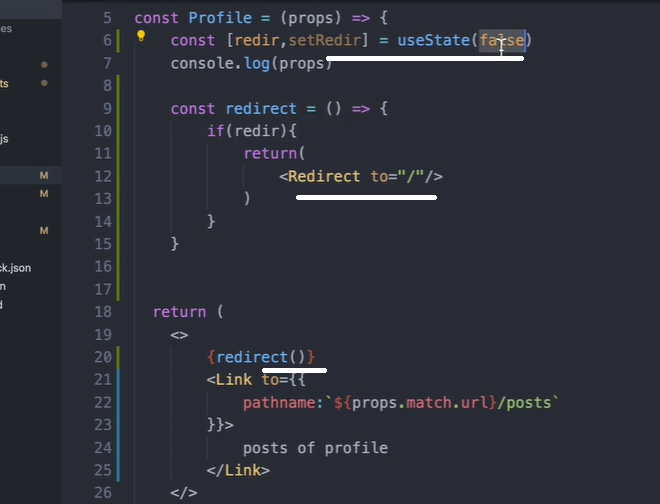 es
ts
js
M
M
M
ck.json
n
d
5 const Profile = (props) => {
6 const [redir,setRedir] = useState(false)
7 console.log(props)
8
9 const redirect = () => {
10 if(redir){
11 return(
12 <Redirect to="/"/>
13 )
14 }
15 }
16
17
18 return (
19 <>
20 {redirect()}
21 <Link to={{
22 pathname:`${props.match.url}/posts`
23 }}>
24 posts of profile
25 </Link>
26 </>